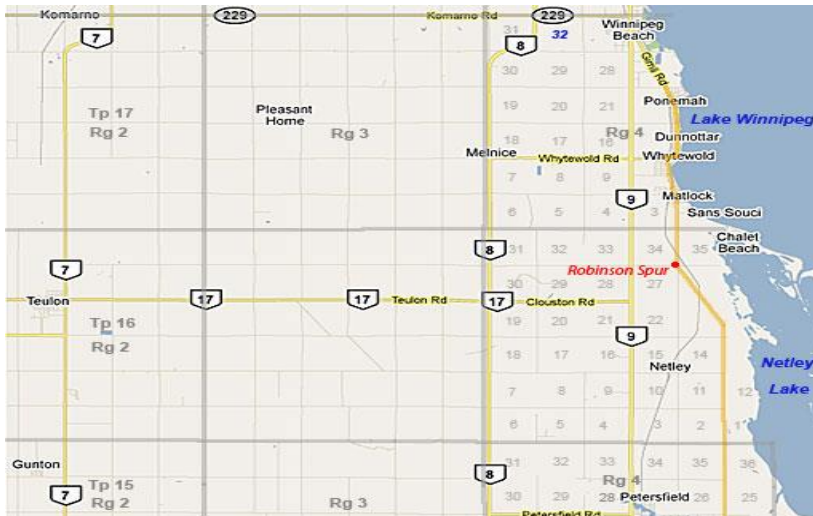 Komarno
229
Komarno Rd
31
229
32
Winnipeg
Beach
7
8
Gimli Rd
30
29
28
Tp 17
Rg 2
Pleasant
Home
Rg 3
19
20
21
Ponemah
Rg 4
Lake Winnipeg
Dunnottar
18
17
16
Melnice
Whytewold Rd
Whytewold
7
8
9
9
Matlock
6
5
4
3
Sans Souci
Chalet
Beach
8
31
32
33
34
35
7
Robinson Spur
30
29
28
27
Teulon
17
17
Teulon Rd
17
Clouston Rd
Tp 16
Rg 2
19
20
21
22
9
18
17
16
15
14
Netley
Netley
Lake
7
8
9
10
11
12
6
5
4
3
2
1
Gunton
31
32
33
34
35
36
8
Tp 15
Rg 2
7
Rg 3
Rg 4
30
29
28
Petersfield
26
25
Petersfield Rd